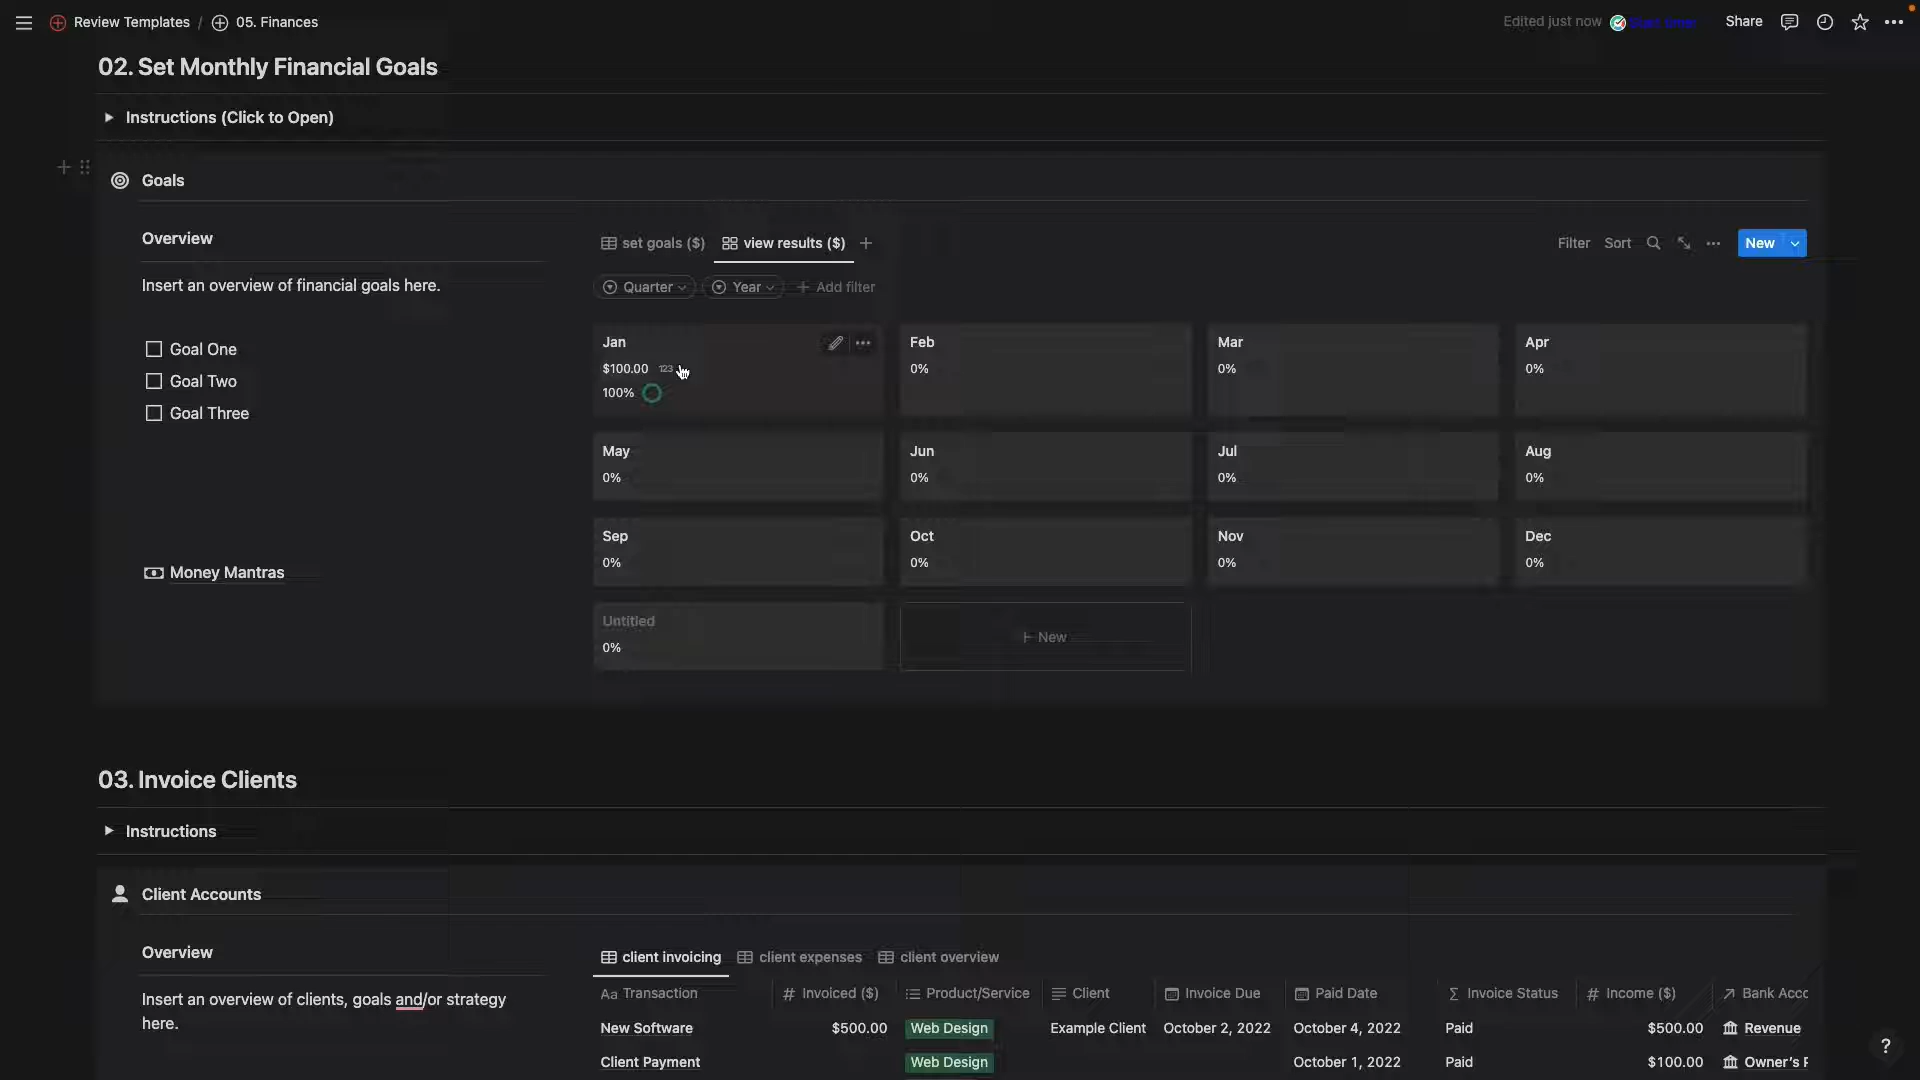 Review Templates / 05. Finances
Edited just now
Share
02. Set Monthly Financial Goals
Instructions (Click to Open)
Goals
Overview
Insert an overview of financial goals here.
Goal One
Goal Two
Goal Three
Money Mantras
set goals ($) view results ($)
Filter Sort New
Quarter Year + Add filter
Jan
$100.00 123
100%
Feb
0%
Mar
0%
Apr
0%
May
0%
Jun
0%
Jul
0%
Aug
0%
Sep
0%
Oct
0%
Nov
0%
Dec
0%
Untitled
0%
+ New
03. Invoice Clients
Instructions
Client Accounts
Overview
Insert an overview of clients, goals and/or strategy
here.
client invoicing client expenses client overview
Aa Transaction # Invoiced ($) Product/Service Client Invoice Due Paid Date Σ Invoice Status # Income ($) Bank Acco
New Software $500.00 Web Design Example Client October 2, 2022 October 4, 2022 Paid $500.00 Revenue
Client Payment Web Design October 1, 2022 Paid $100.00 Owner's
?